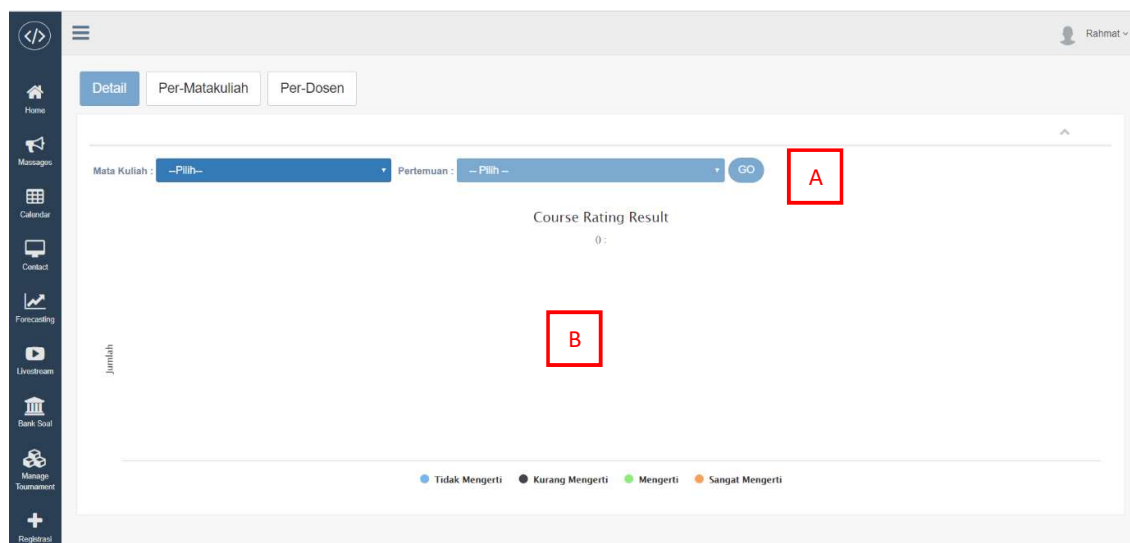 </>
Rahmat
Home
Massages
Calendar
Contact
Forecasting
Livestream
Bank Soal
Manage
Tournament
Registrasi
Detail Per-Matakuliah Per-Dosen
Mata Kuliah : --Pilih-- Pertemuan : -- Pilih -- GO
A
Course Rating Result
() :
B
Jumlah
Tidak Mengerti Kurang Mengerti Mengerti Sangat Mengerti